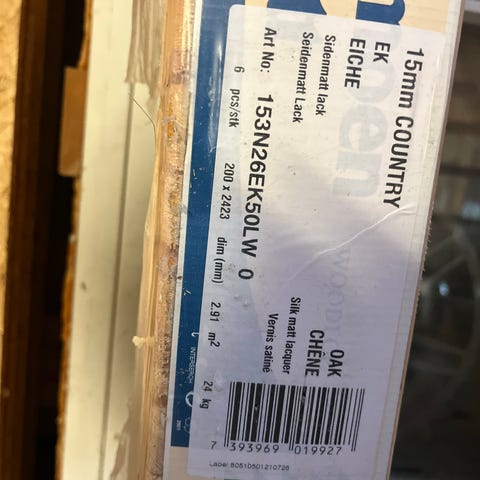 15mm COUNTRY
EK
EICHE
OAK
CHÊNE
Sidenmatt lack
Seidenmatt Lack
Silk matt lacquer
Vernis satiné
Art No: 153N26EK50LW 0
6 pcs/stk 200 x 2423 dim (mm) 2.91 m² 24 kg
7 393969 019927